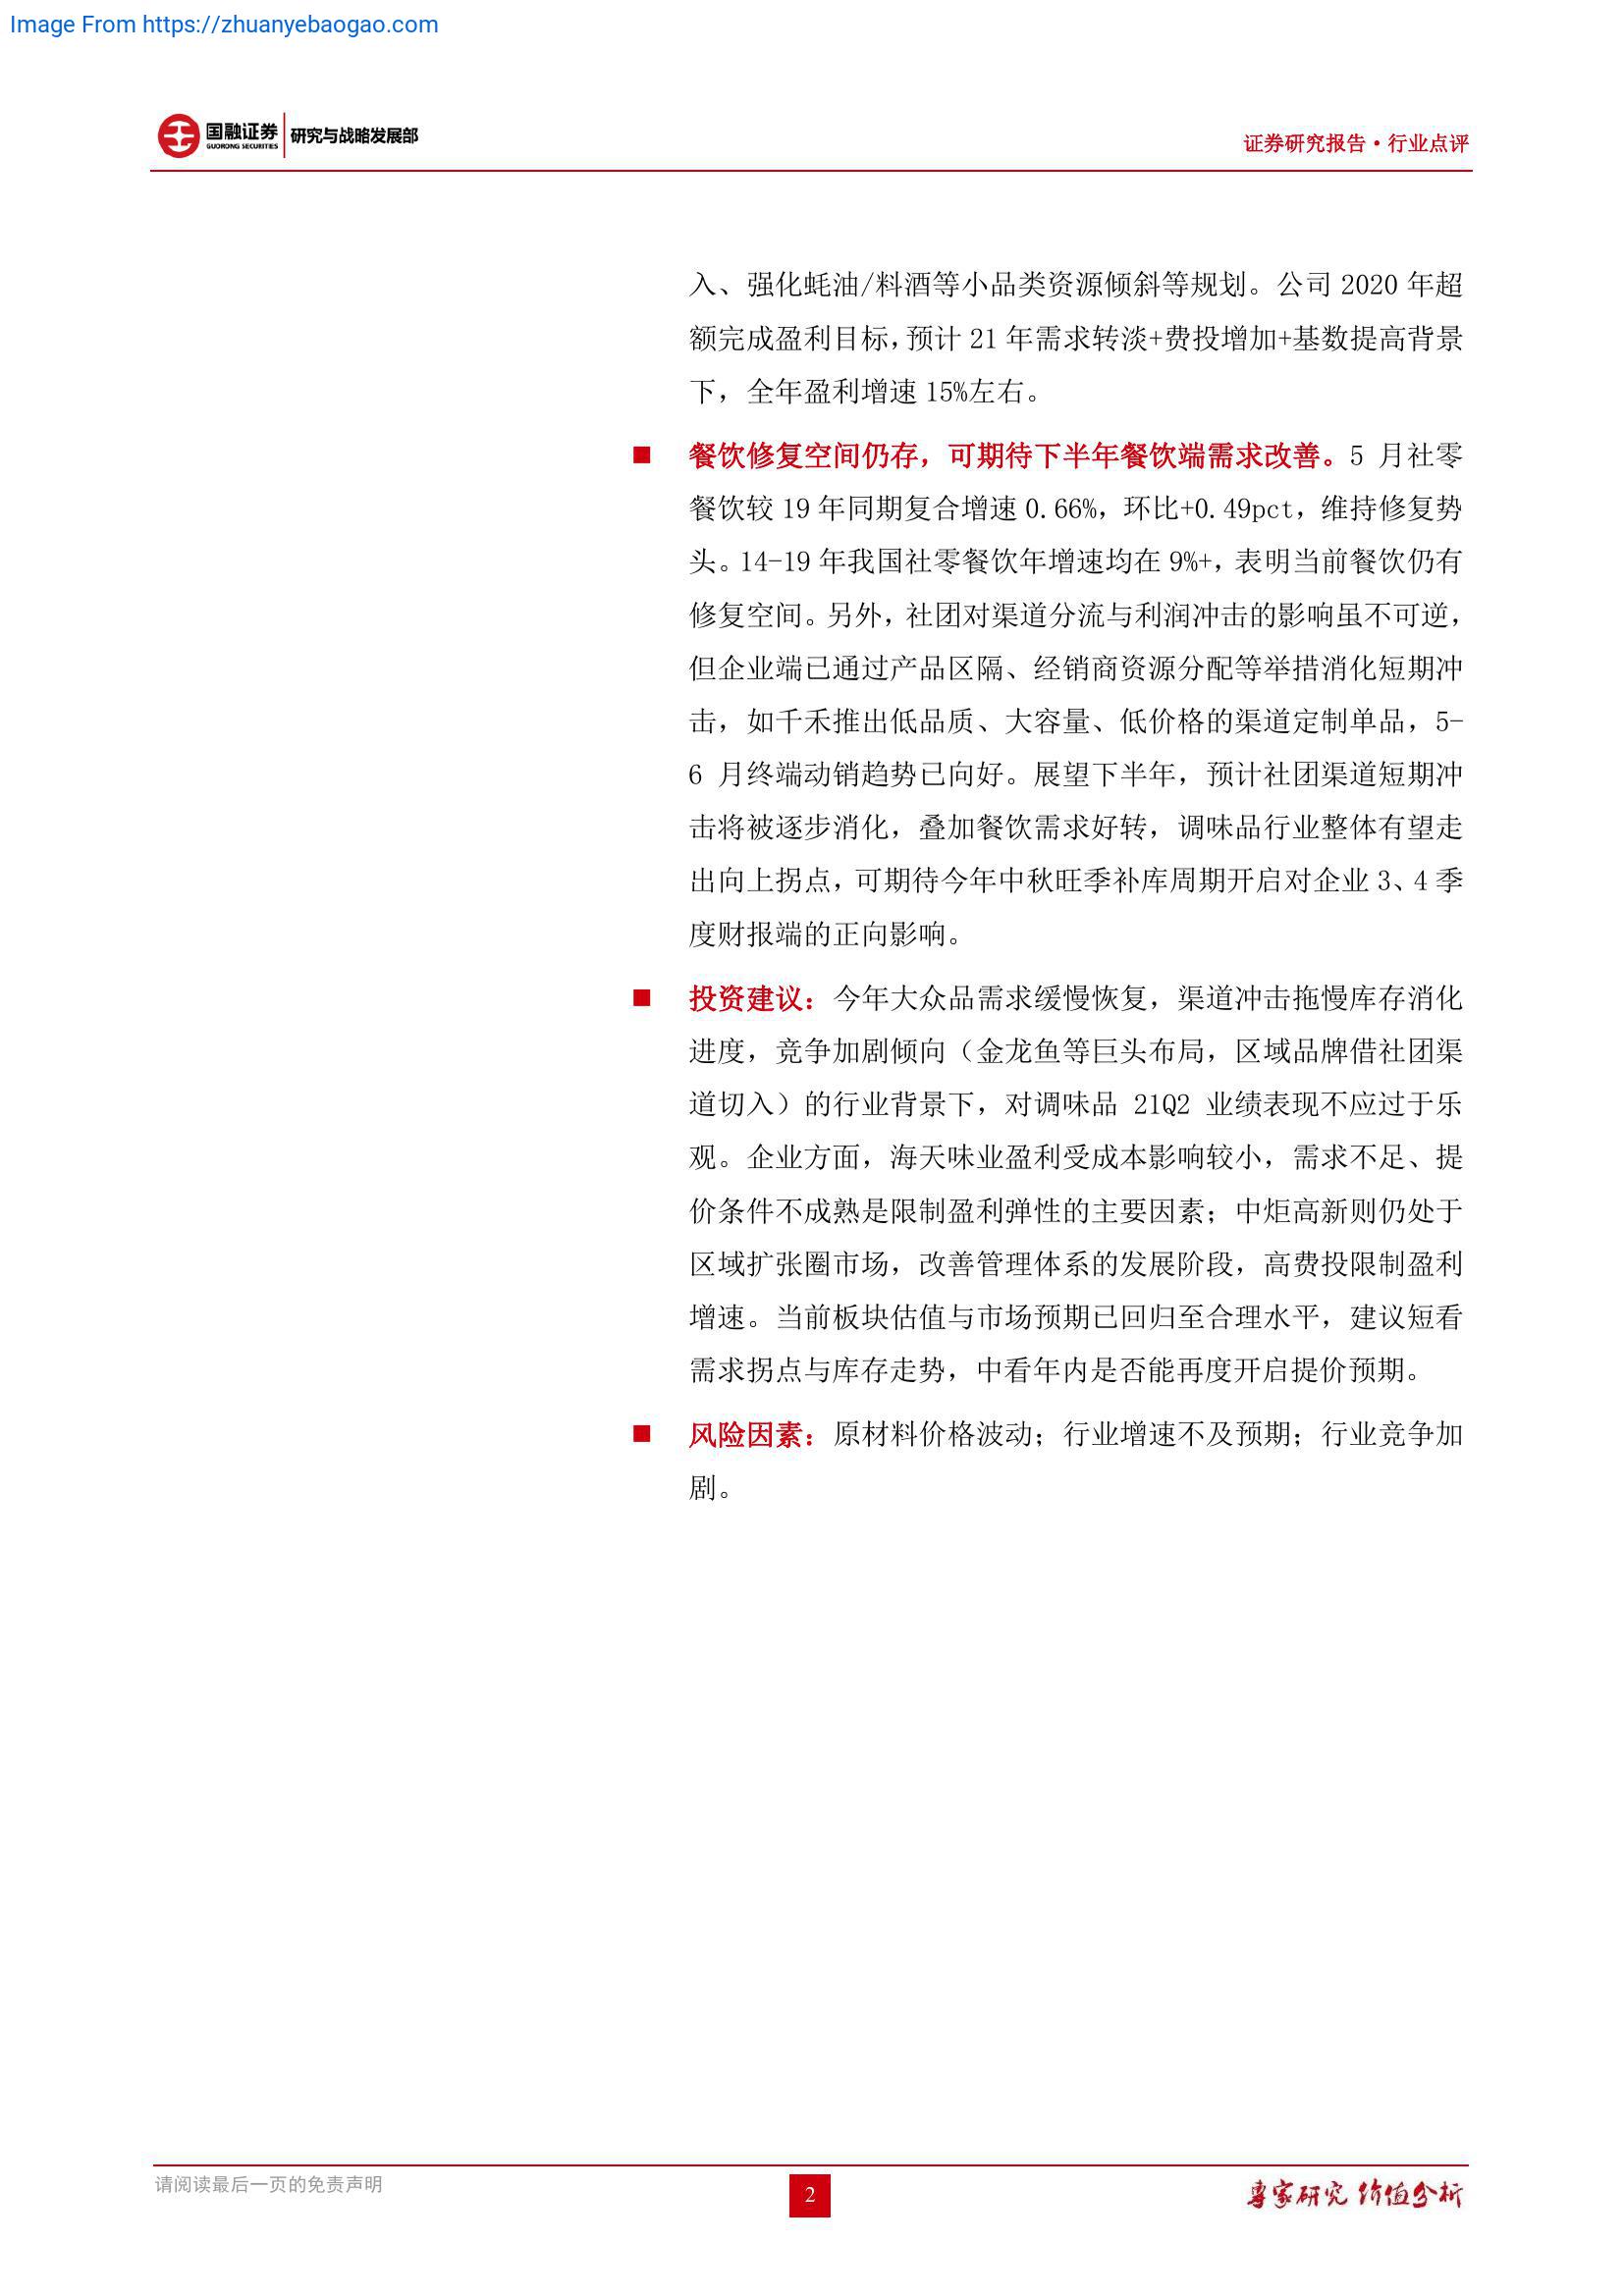 Image From https://zhuanyebaogao.com
国融证券
GUORONG SECURITIES
研究与战略发展部
证券研究报告·行业点评
入、强化蚝油/料酒等小品类资源倾斜等规划。公司 2020 年超
额完成盈利目标，预计 21 年需求转淡+费投增加+基数提高背景
下，全年盈利增速 15%左右。
■ 餐饮修复空间仍存，可期待下半年餐饮端需求改善。5 月社零
餐饮较 19 年同期复合增速 0.66%，环比+0.49pct，维持修复势
头。14-19 年我国社零餐饮年增速均在 9%+，表明当前餐饮仍有
修复空间。另外，社团对渠道分流与利润冲击的影响虽不可逆，
但企业端已通过产品区隔、经销商资源分配等举措消化短期冲
击，如千禾推出低品质、大容量、低价格的渠道定制单品，5-
6 月终端动销趋势已向好。展望下半年，预计社团渠道短期冲
击将被逐步消化，叠加餐饮需求好转，调味品行业整体有望走
出向上拐点，可期待今年中秋旺季补库周期开启对企业 3、4 季
度财报端的正向影响。
■ 投资建议：今年大众品需求缓慢恢复，渠道冲击拖慢库存消化
进度，竞争加剧倾向（金龙鱼等巨头布局，区域品牌借社团渠
道切入）的行业背景下，对调味品 21Q2 业绩表现不应过于乐
观。企业方面，海天味业盈利受成本影响较小，需求不足、提
价条件不成熟是限制盈利弹性的主要因素；中炬高新则仍处于
区域扩张圈市场，改善管理体系的发展阶段，高费投限制盈利
增速。当前板块估值与市场预期已回归至合理水平，建议短看
需求拐点与库存走势，中看年内是否能再度开启提价预期。
■ 风险因素：原材料价格波动；行业增速不及预期；行业竞争加
剧。
请阅读最后一页的免责声明
2
专家研究 价值分析